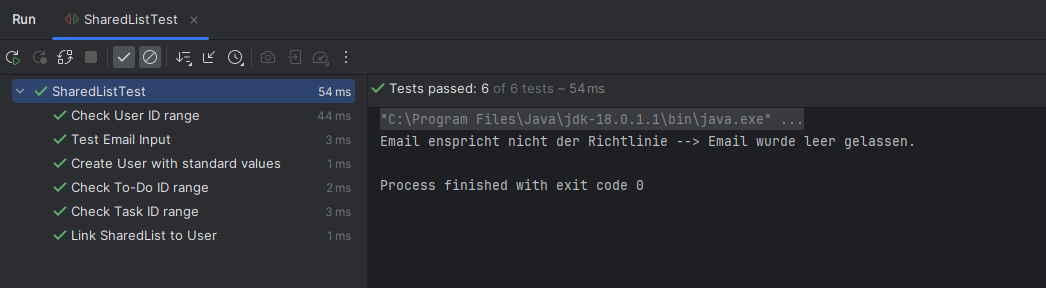 Run
SharedListTest
SharedListTest 54 ms
Check User ID range 44 ms
Test Email Input 3 ms
Create User with standard values 1 ms
Check To-Do ID range 2 ms
Check Task ID range 3 ms
Link SharedList to User 1 ms
Tests passed: 6 of 6 tests – 54 ms
"C:\Program Files\Java\jdk-18.0.1.1\bin\java.exe" ...
Email enspricht nicht der Richtlinie --> Email wurde leer gelassen.
Process finished with exit code 0